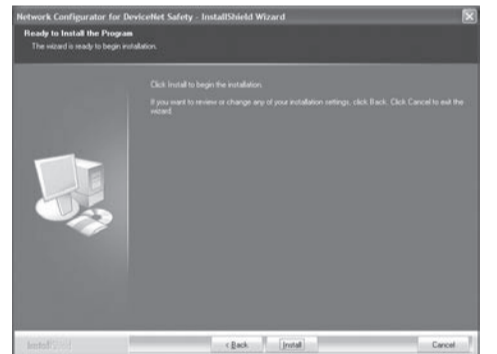 Network Configurator for DeviceNet Safety - InstallShield Wizard
Ready to Install the Program
The wizard is ready to begin installation.
Click Install to begin the installation.
If you want to review or change any of your installation settings, click Back. Click Cancel to exit the
wizard.
InstallShield
< Back
Install
Cancel